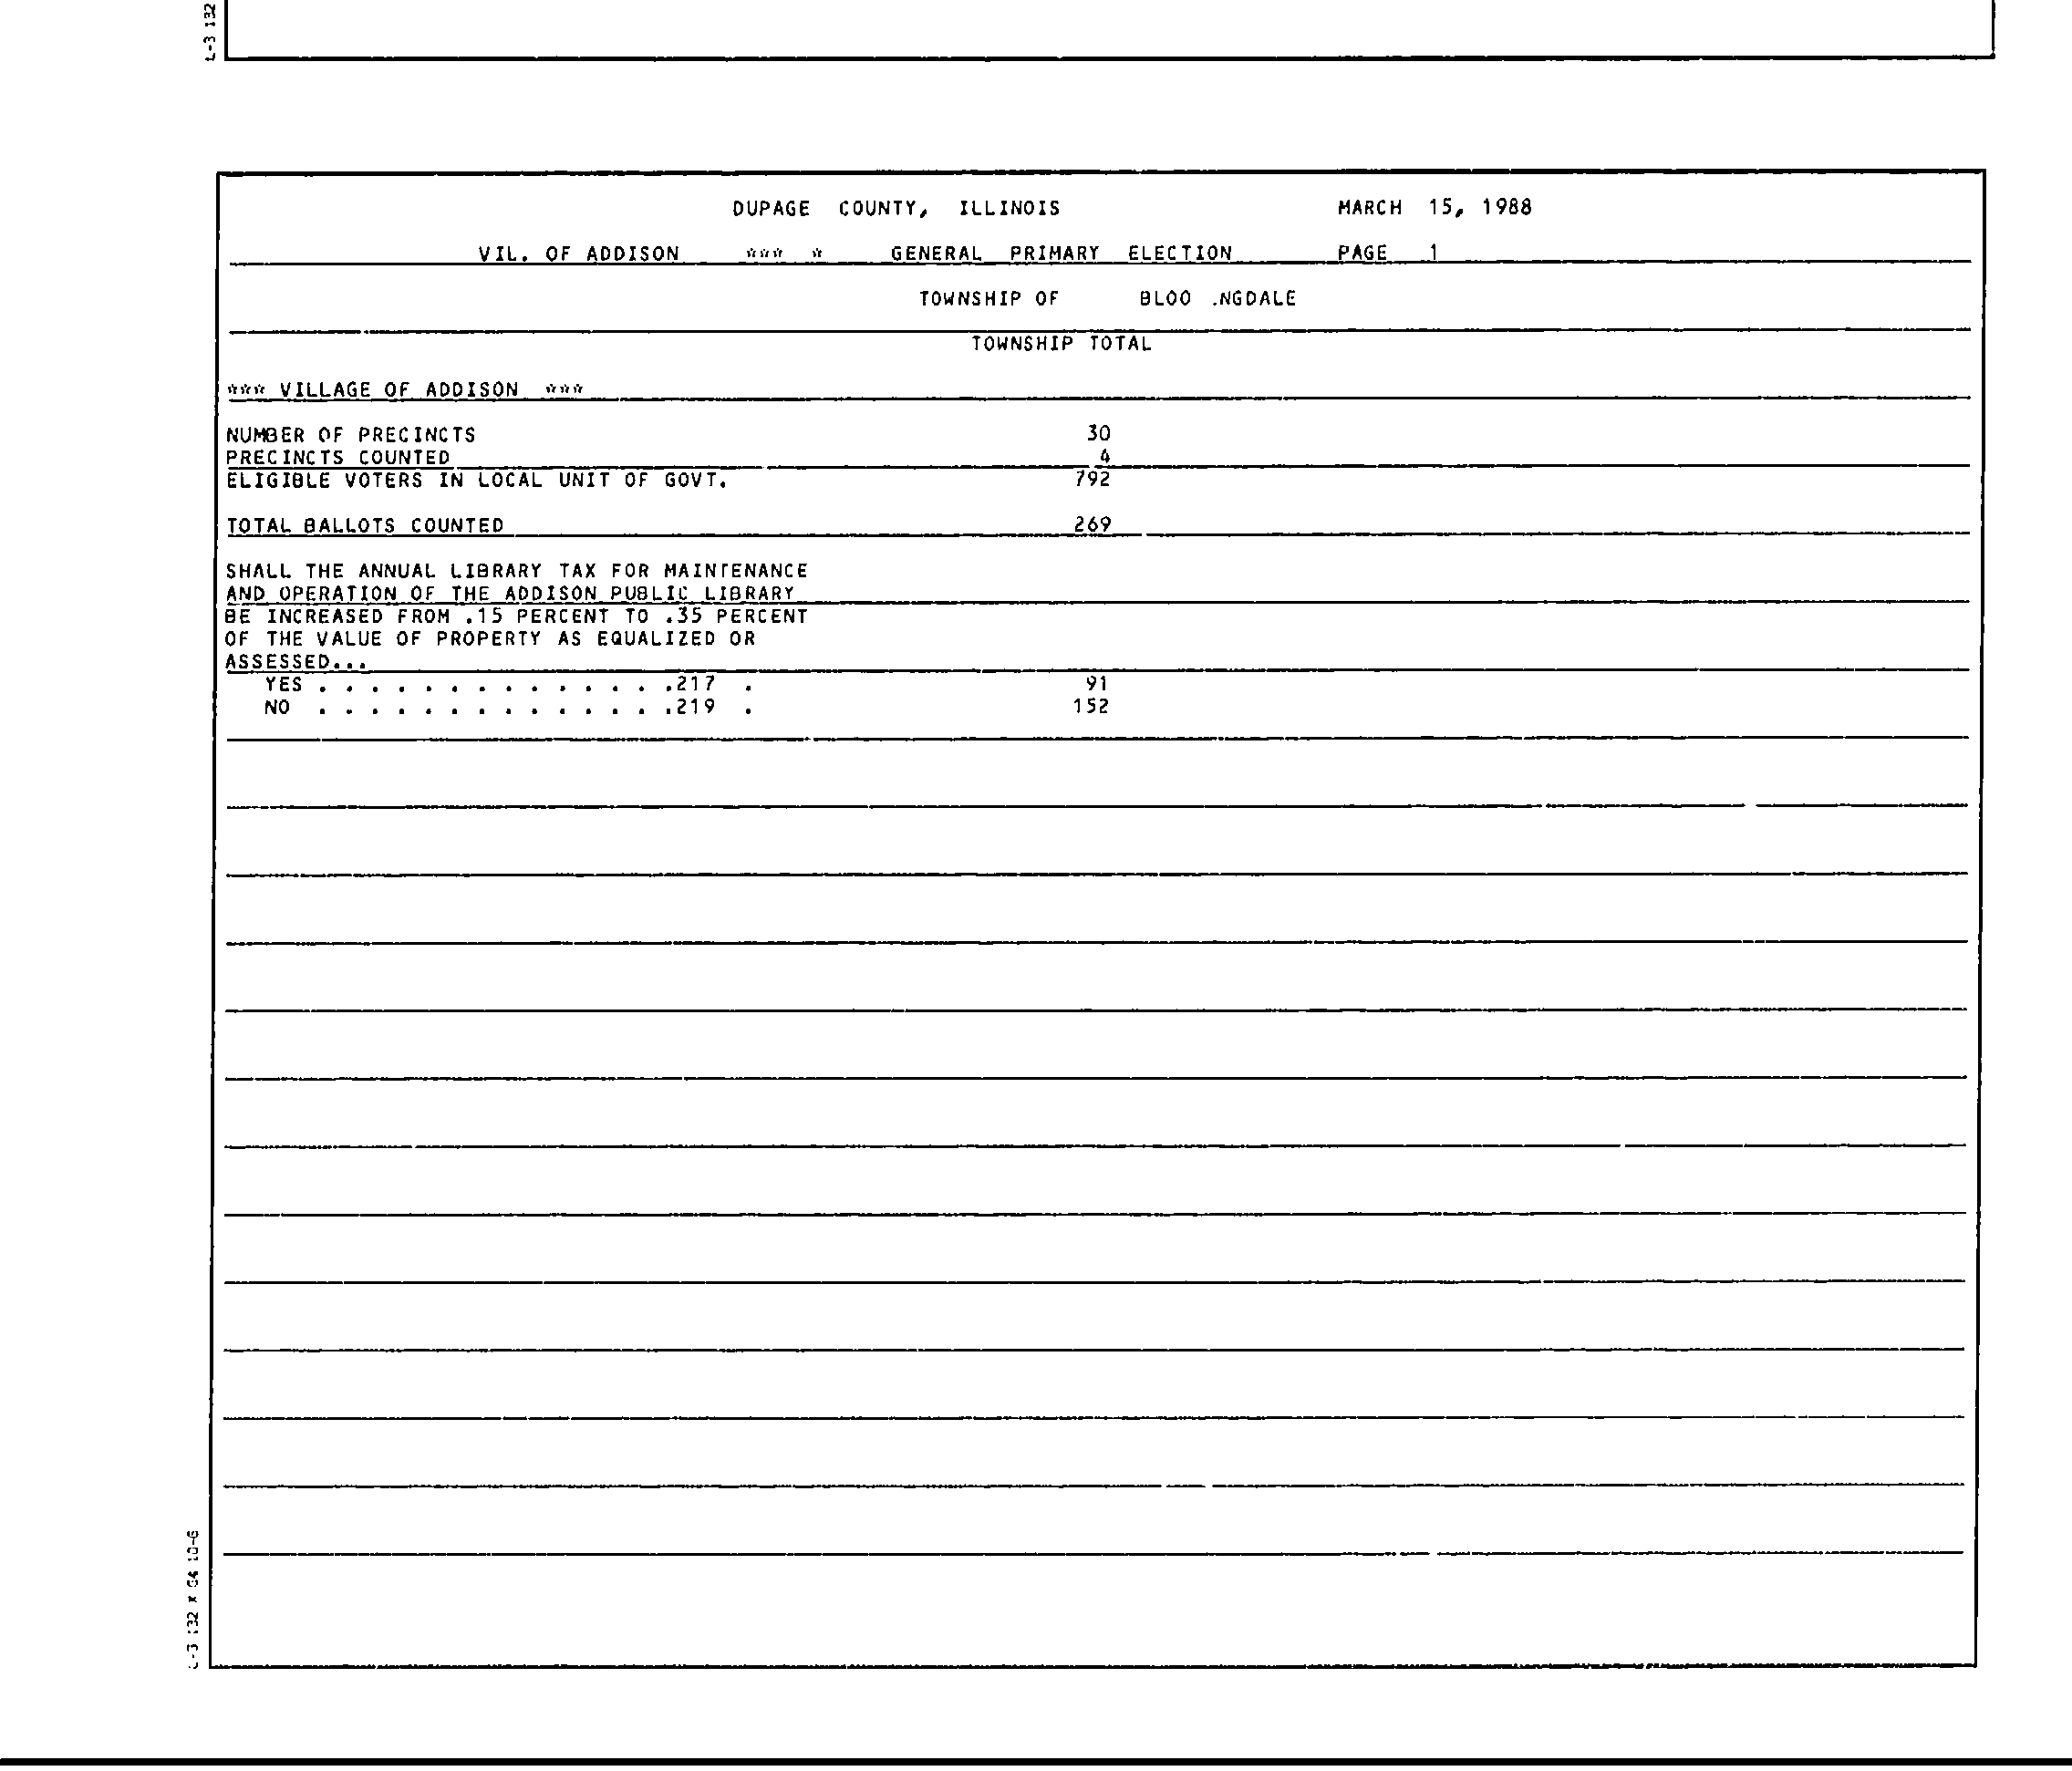 L-3 132
DUPAGE COUNTY, ILLINOIS MARCH 15, 1988
VIL. OF ADDISON *** * GENERAL PRIMARY ELECTION PAGE 1
TOWNSHIP OF BLOO .NGDALE
TOWNSHIP TOTAL
*** VILLAGE OF ADDISON ***
NUMBER OF PRECINCTS 30
PRECINCTS COUNTED 4
ELIGIBLE VOTERS IN LOCAL UNIT OF GOVT. 792
TOTAL BALLOTS COUNTED 269
SHALL THE ANNUAL LIBRARY TAX FOR MAINTENANCE
AND OPERATION OF THE ADDISON PUBLIC LIBRARY
BE INCREASED FROM .15 PERCENT TO .35 PERCENT
OF THE VALUE OF PROPERTY AS EQUALIZED OR
ASSESSED...
YES . . . . . . . . . . . . . .217 . 91
NO . . . . . . . . . . . . . .219 . 152
132 X 64 10-6